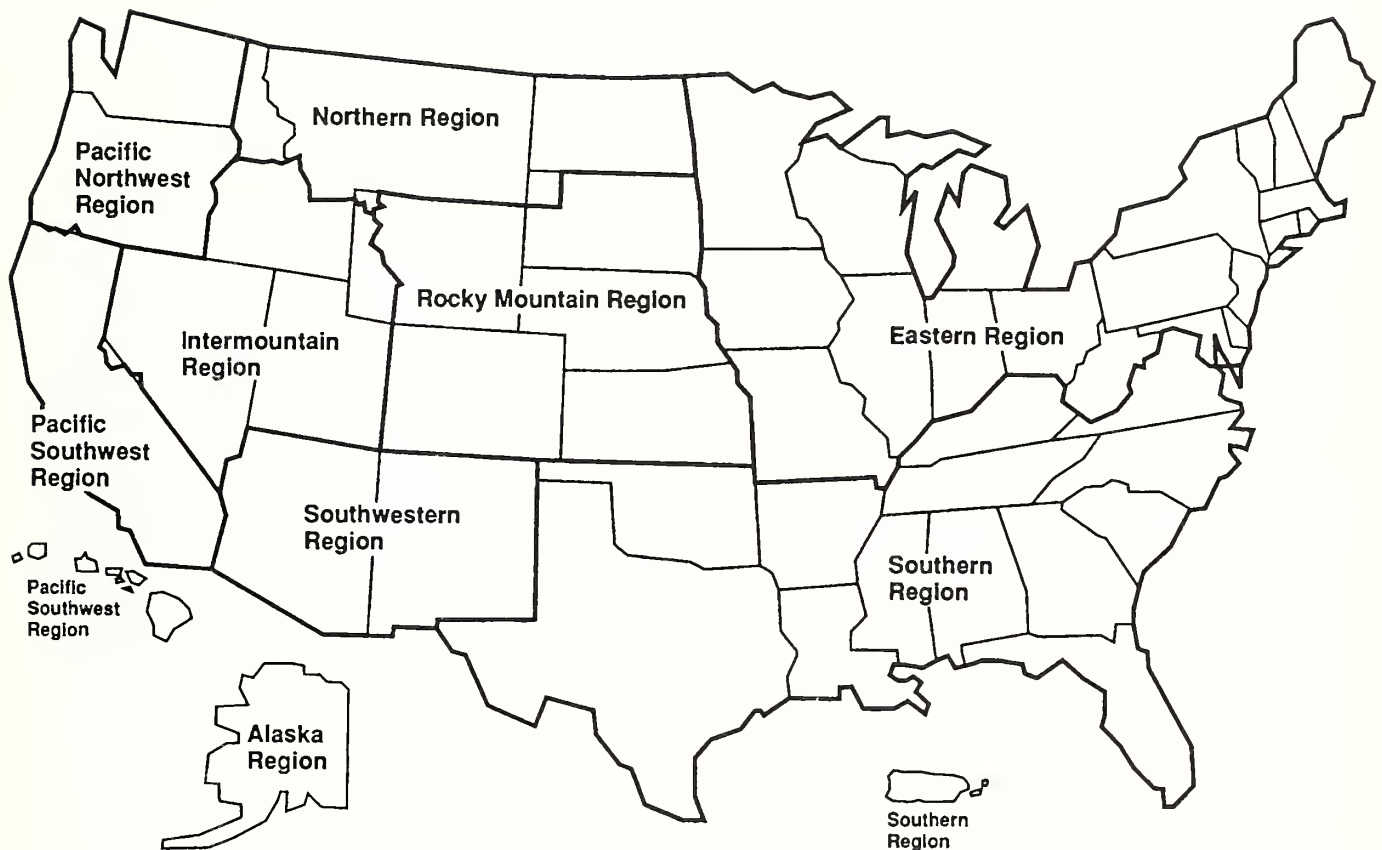 Northern Region
Pacific
Northwest
Region
Rocky Mountain Region
Intermountain
Region
Eastern Region
Pacific
Southwest
Region
Southwestern
Region
Southern
Region
Pacific
Southwest
Region
Alaska
Region
Southern
Region